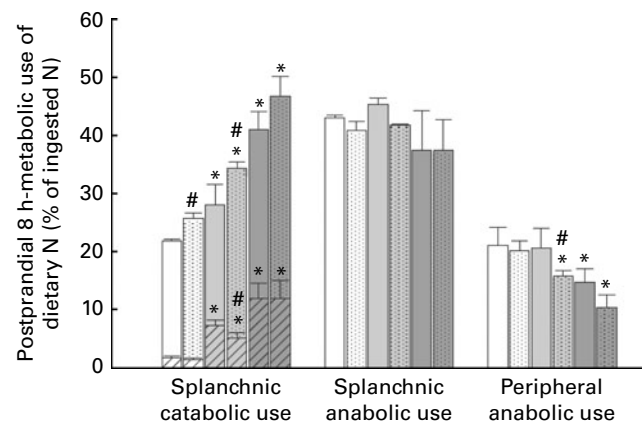 Postprandial 8 h-metabolic use of
dietary N (% of ingested N)
60
50
40
30
20
10
0
#
*
#
*
*
*
*
#
*
*
*
#
*
*
*
Splanchnic
catabolic use
Splanchnic
anabolic use
Peripheral
anabolic use